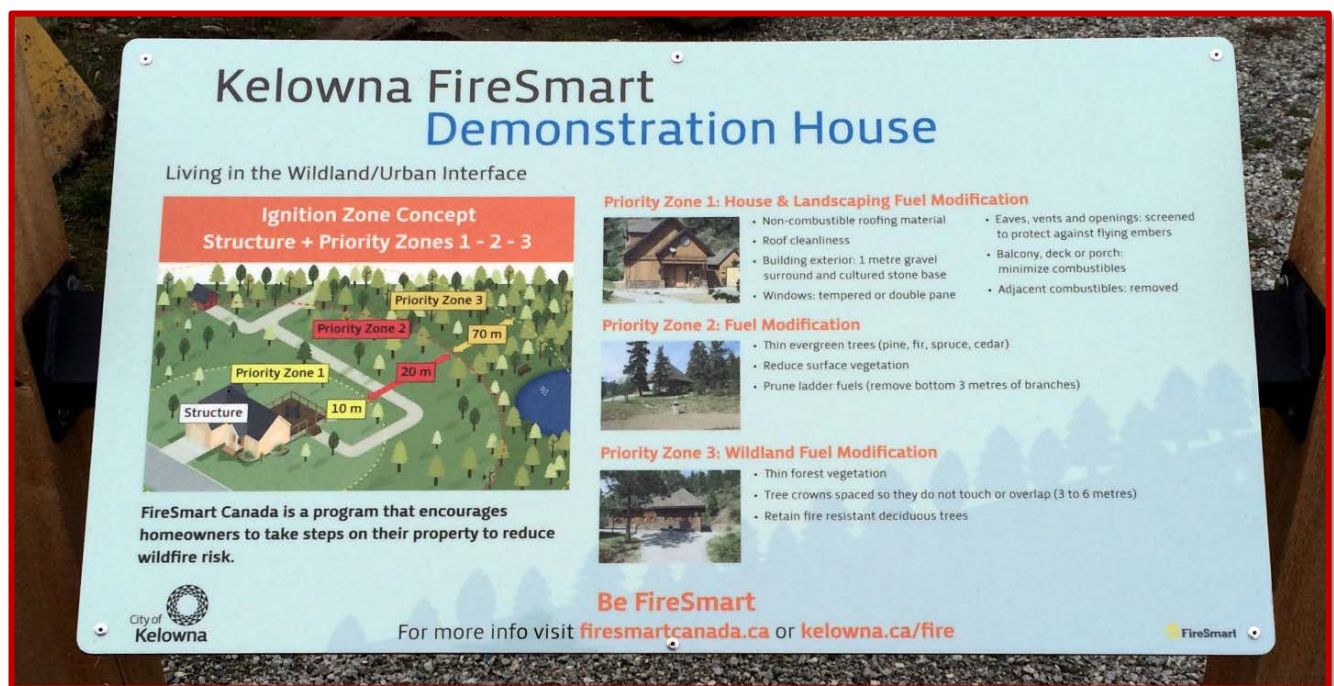 Kelowna FireSmart
Demonstration House
Living in the Wildland/Urban Interface
Ignition Zone Concept
Structure + Priority Zones 1 - 2 - 3
Priority Zone 3
Priority Zone 2
70 m
20 m
Priority Zone 1
10 m
Structure
FireSmart Canada is a program that encourages
homeowners to take steps on their property to reduce
wildfire risk.
Priority Zone 1: House & Landscaping Fuel Modification
• Non-combustible roofing material
• Roof cleanliness
• Building exterior: 1 metre gravel
surround and cultured stone base
• Windows: tempered or double pane
• Eaves, vents and openings: screened
to protect against flying embers
• Balcony, deck or porch:
minimize combustibles
• Adjacent combustibles: removed
Priority Zone 2: Fuel Modification
• Thin evergreen trees (pine, fir, spruce, cedar)
• Reduce surface vegetation
• Prune ladder fuels (remove bottom 3 metres of branches)
Priority Zone 3: Wildland Fuel Modification
• Thin forest vegetation
• Tree crowns spaced so they do not touch or overlap (3 to 6 metres)
• Retain fire resistant deciduous trees
City of
Kelowna
Be FireSmart
For more info visit firesmartcanada.ca or kelowna.ca/fire
FireSmart